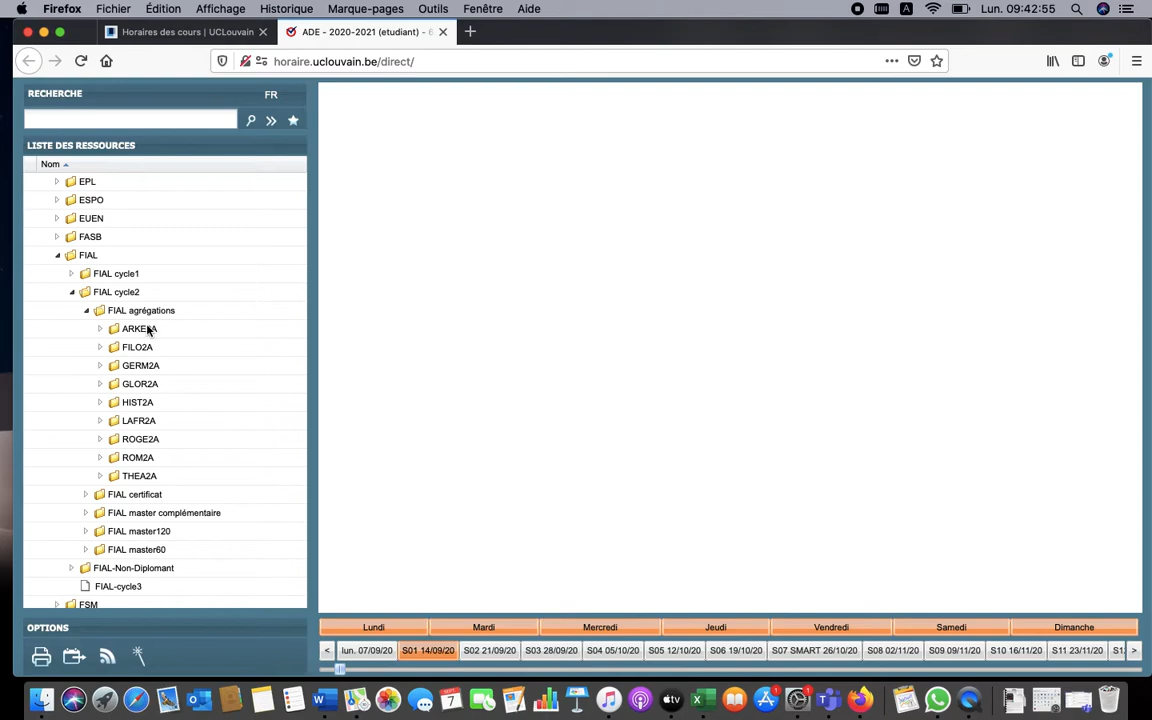 Firefox Fichier Édition Affichage Historique Marque-pages Outils Fenêtre Aide
A Lun. 09:42:55
Horaires des cours | UCLouvain
ADE - 2020-2021 (etudiant) -
horaire.uclouvain.be/direct/
RECHERCHE
FR
LISTE DES RESSOURCES
Nom
EPL
ESPO
EUEN
FASB
FIAL
FIAL cycle1
FIAL cycle2
FIAL agrégations
FILO2A
GERM2A
GLOR2A
HIST2A
LAFR2A
ROGE2A
ROM2A
THEA2A
FIAL certificat
FIAL master complémentaire
FIAL master120
FIAL master60
FIAL-Non-Diplomant
FIAL-cycle3
FSM
OPTIONS
Lundi Mardi Mercredi Jeudi Vendredi Samedi Dimanche
< lun. 07/09/20 S01 14/09/20 S02 21/09/20 S03 28/09/20 S04 05/10/20 S05 12/10/20 S06 19/10/20 S07 SMART 26/10/20 S08 02/11/20 S09 09/11/20 S10 16/11/20 S11 23/11/20 >